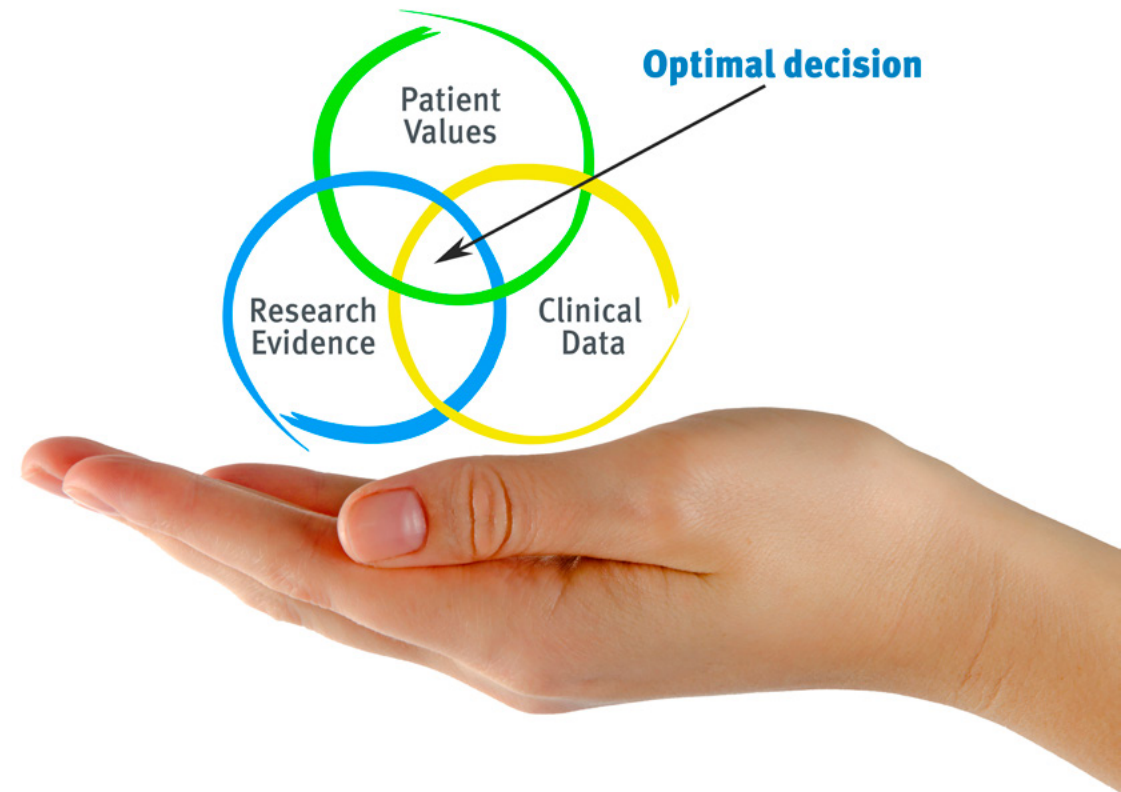 Optimal decision
Patient
Values
Research
Evidence
Clinical
Data